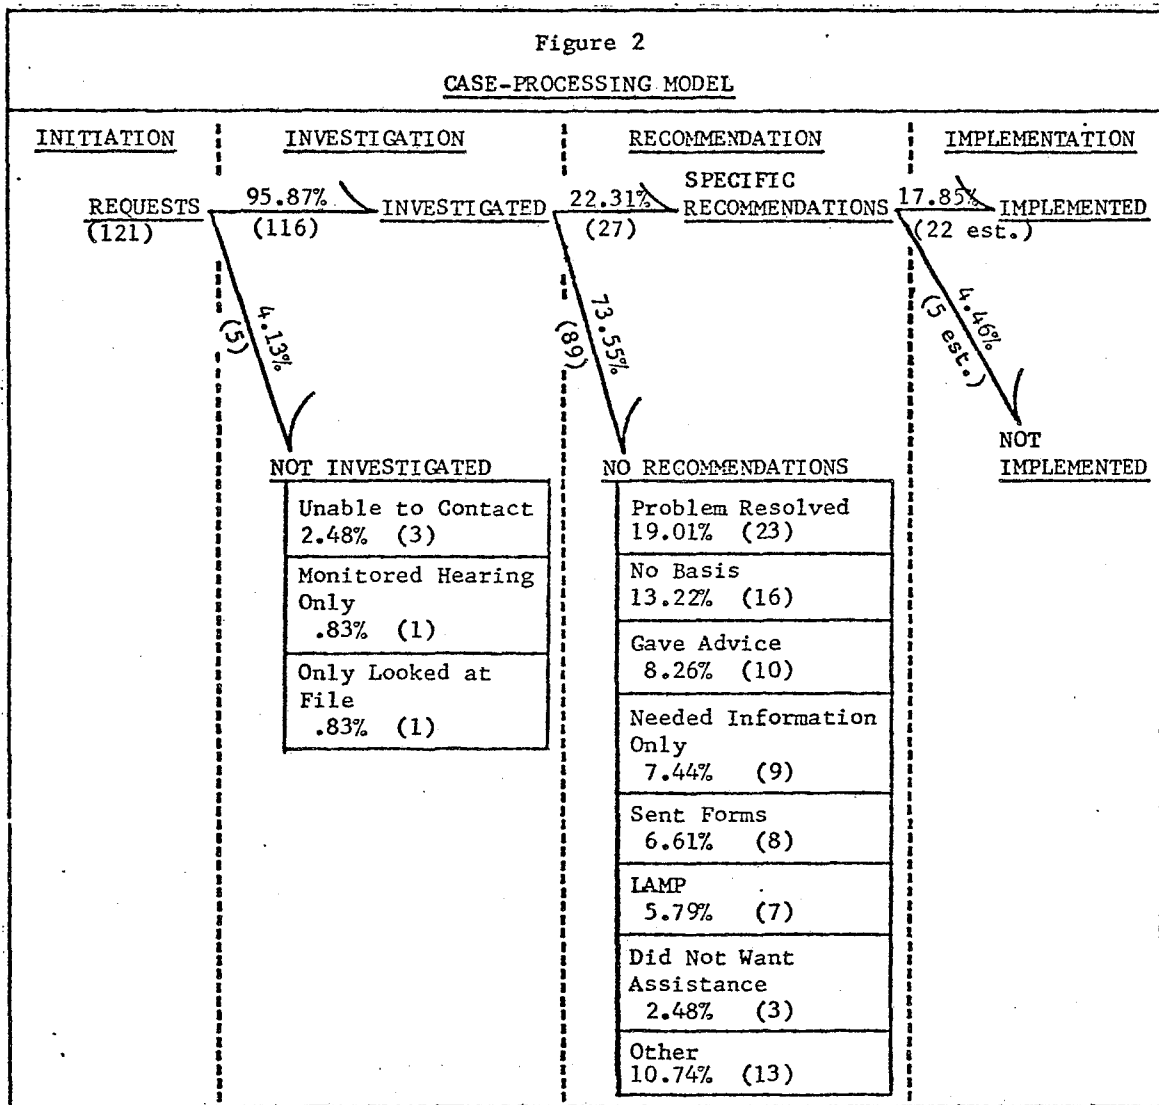 Figure 2
CASE-PROCESSING MODEL
INITIATION
INVESTIGATION
RECOMMENDATION
IMPLEMENTATION
REQUESTS
(121)
95.87%
(116)
INVESTIGATED
22.31%
(27)
SPECIFIC
RECOMMENDATIONS
17.85%
(22 est.)
IMPLEMENTED
4.13%
(5)
73.55%
(89)
4.46%
(5 est.)
NOT INVESTIGATED
Unable to Contact
2.48% (3)
Monitored Hearing
Only
.83% (1)
Only Looked at
File
.83% (1)
NO RECOMMENDATIONS
Problem Resolved
19.01% (23)
No Basis
13.22% (16)
Gave Advice
8.26% (10)
Needed Information
Only
7.44% (9)
Sent Forms
6.61% (8)
LAMP
5.79% (7)
Did Not Want
Assistance
2.48% (3)
Other
10.74% (13)
NOT
IMPLEMENTED